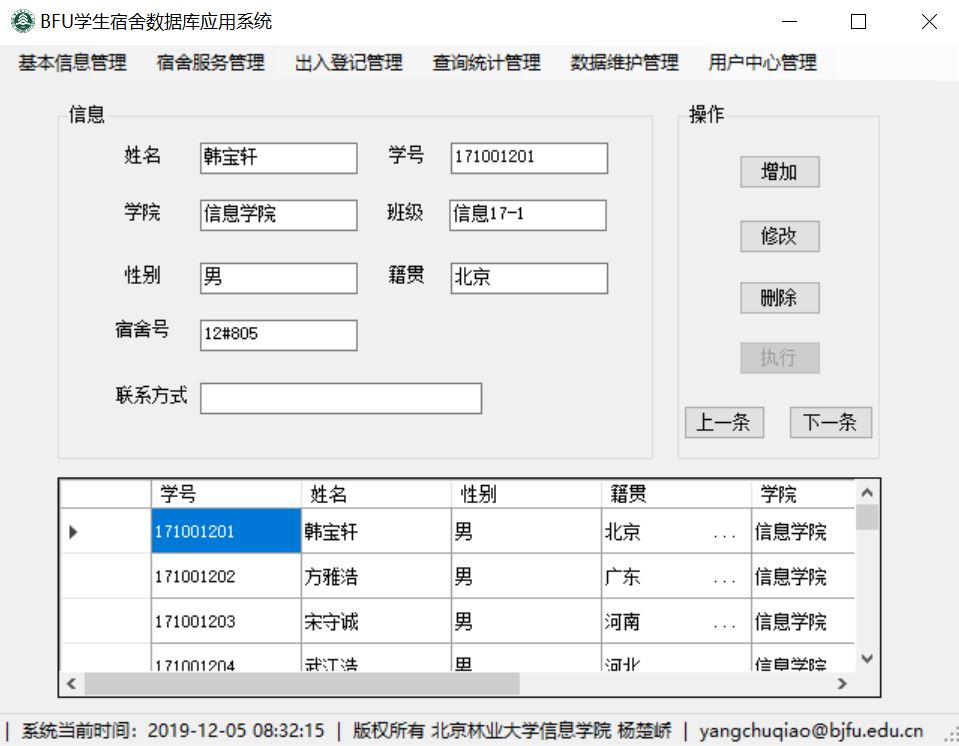 BFU学生宿舍数据库应用系统
基本信息管理 宿舍服务管理 出入登记管理 查询统计管理 数据维护管理 用户中心管理
信息 操作
姓名 韩宝轩 学号 171001201 增加
学院 信息学院 班级 信息17-1 修改
性别 男 籍贯 北京 删除
宿舍号 12#805 执行
联系方式 上一条 下一条
学号 姓名 性别 籍贯 学院
171001201 韩宝轩 男 北京 ... 信息学院
171001202 方雅浩 男 广东 ... 信息学院
171001203 宋守诚 男 河南 ... 信息学院
171001204 武江浩 男 河北 信息学院
| 系统当前时间: 2019-12-05 08:32:15 | 版权所有 北京林业大学信息学院 杨楚峤 | yangchuqiao@bjfu.edu.cn